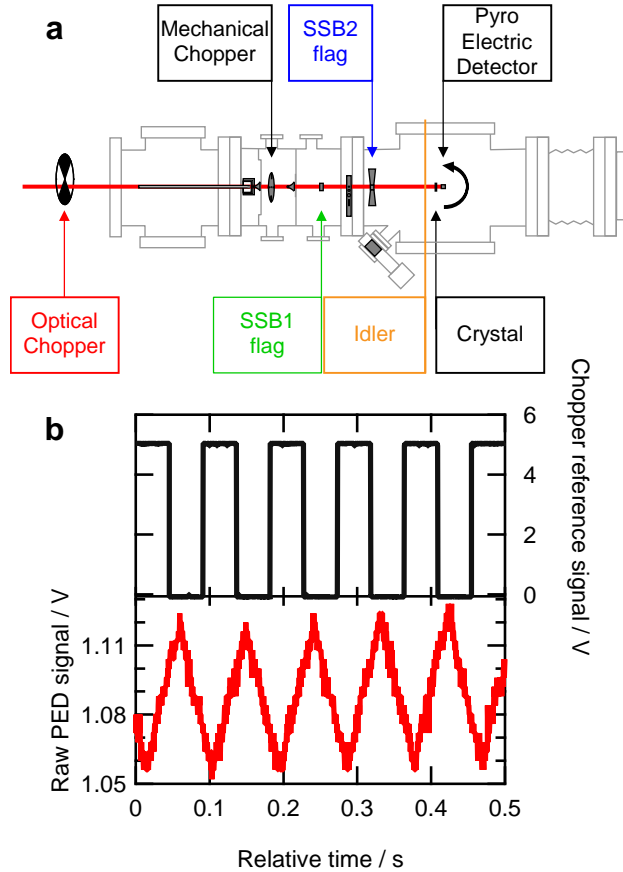 a
Mechanical
Chopper
SSB2
flag
Pyro
Electric
Detector
Optical
Chopper
SSB1
flag
Idler
Crystal
b
6
4
2
0
Chopper reference signal / V
1.11
1.08
1.05
Raw PED signal / V
0
0.1
0.2
0.3
0.4
0.5
Relative time / s